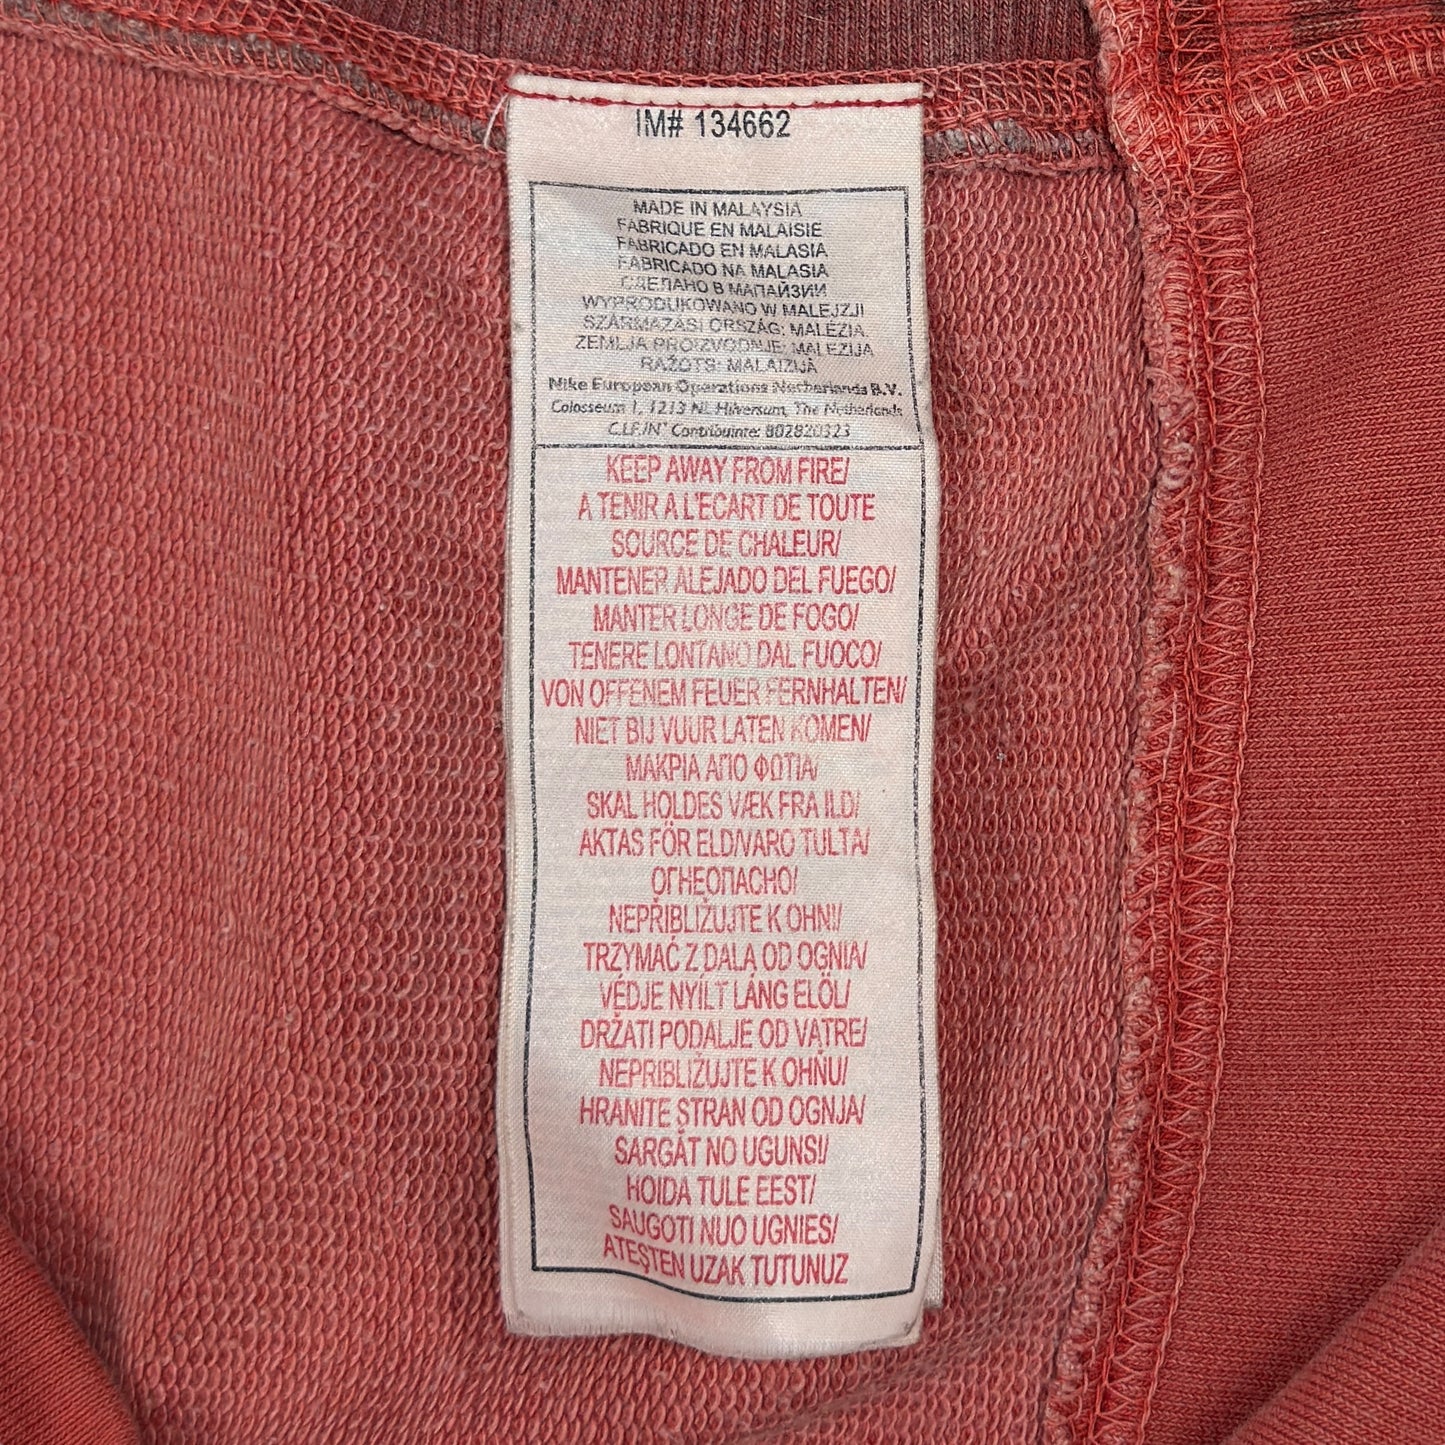 IM# 134662
MADE IN MALAYSIA
FABRIQUE EN MALAISIE
FABRICADO EN MALASIA
FABRICADO NA MALASIA
СДЕЛАНО В МАПАЙЗИИ
WYPRODUKOWANO W MALEJZJI
SZÁRMAZÁSI ORSZÁG: MALÉZIA
ZEMLJA PROIZVODNJE: MALEZIJA
RAŽOTS: MALAIZIJĀ
Nike European Operations Netherlands B.V.
Colosseum 1, 1213 NL Hilversum, The Netherlands
C.I.F./N° Contribuinte: 802820323
KEEP AWAY FROM FIRE/
A TENIR A L'ECART DE TOUTE
SOURCE DE CHALEUR/
MANTENER ALEJADO DEL FUEGO/
MANTER LONGE DE FOGO/
TENERE LONTANO DAL FUOCO/
VON OFFENEM FEUER FERNHALTEN/
NIET BIJ VUUR LATEN KOMEN/
ΜΑΚΡΙΑ ΑΠΟ ΦΩΤΙΑ/
SKAL HOLDES VÆK FRA ILD/
AKTAS FÖR ELD/VARO TULTA/
ОГНЕОПАСНО/
NEPŘIBLIŽUJTE K OHNI/
TRZYMAĆ Z DALA OD OGNIA/
VÉDJE NYÍLT LÁNG ELÖL/
DRŽATI PODALJE OD VATRE/
NEPRIBLIŽUJTE K OHŇU/
HRANITE STRAN OD OGNJA/
SARGĀT NO UGUNS!/
HOIDA TULE EEST/
SAUGOTI NUO UGNIES/
ATEŞTEN UZAK TUTUNUZ